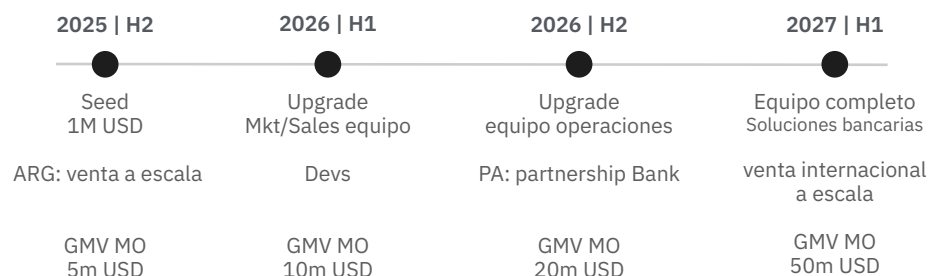 2025 | H2
Seed
1M USD
ARG: venta a escala
GMV MO
5m USD
2026 | H1
Upgrade
Mkt/Sales equipo
Devs
GMV MO
10m USD
2026 | H2
Upgrade
equipo operaciones
PA: partnership Bank
GMV MO
20m USD
2027 | H1
Equipo completo
Soluciones bancarias
venta internacional
a escala
GMV MO
50m USD